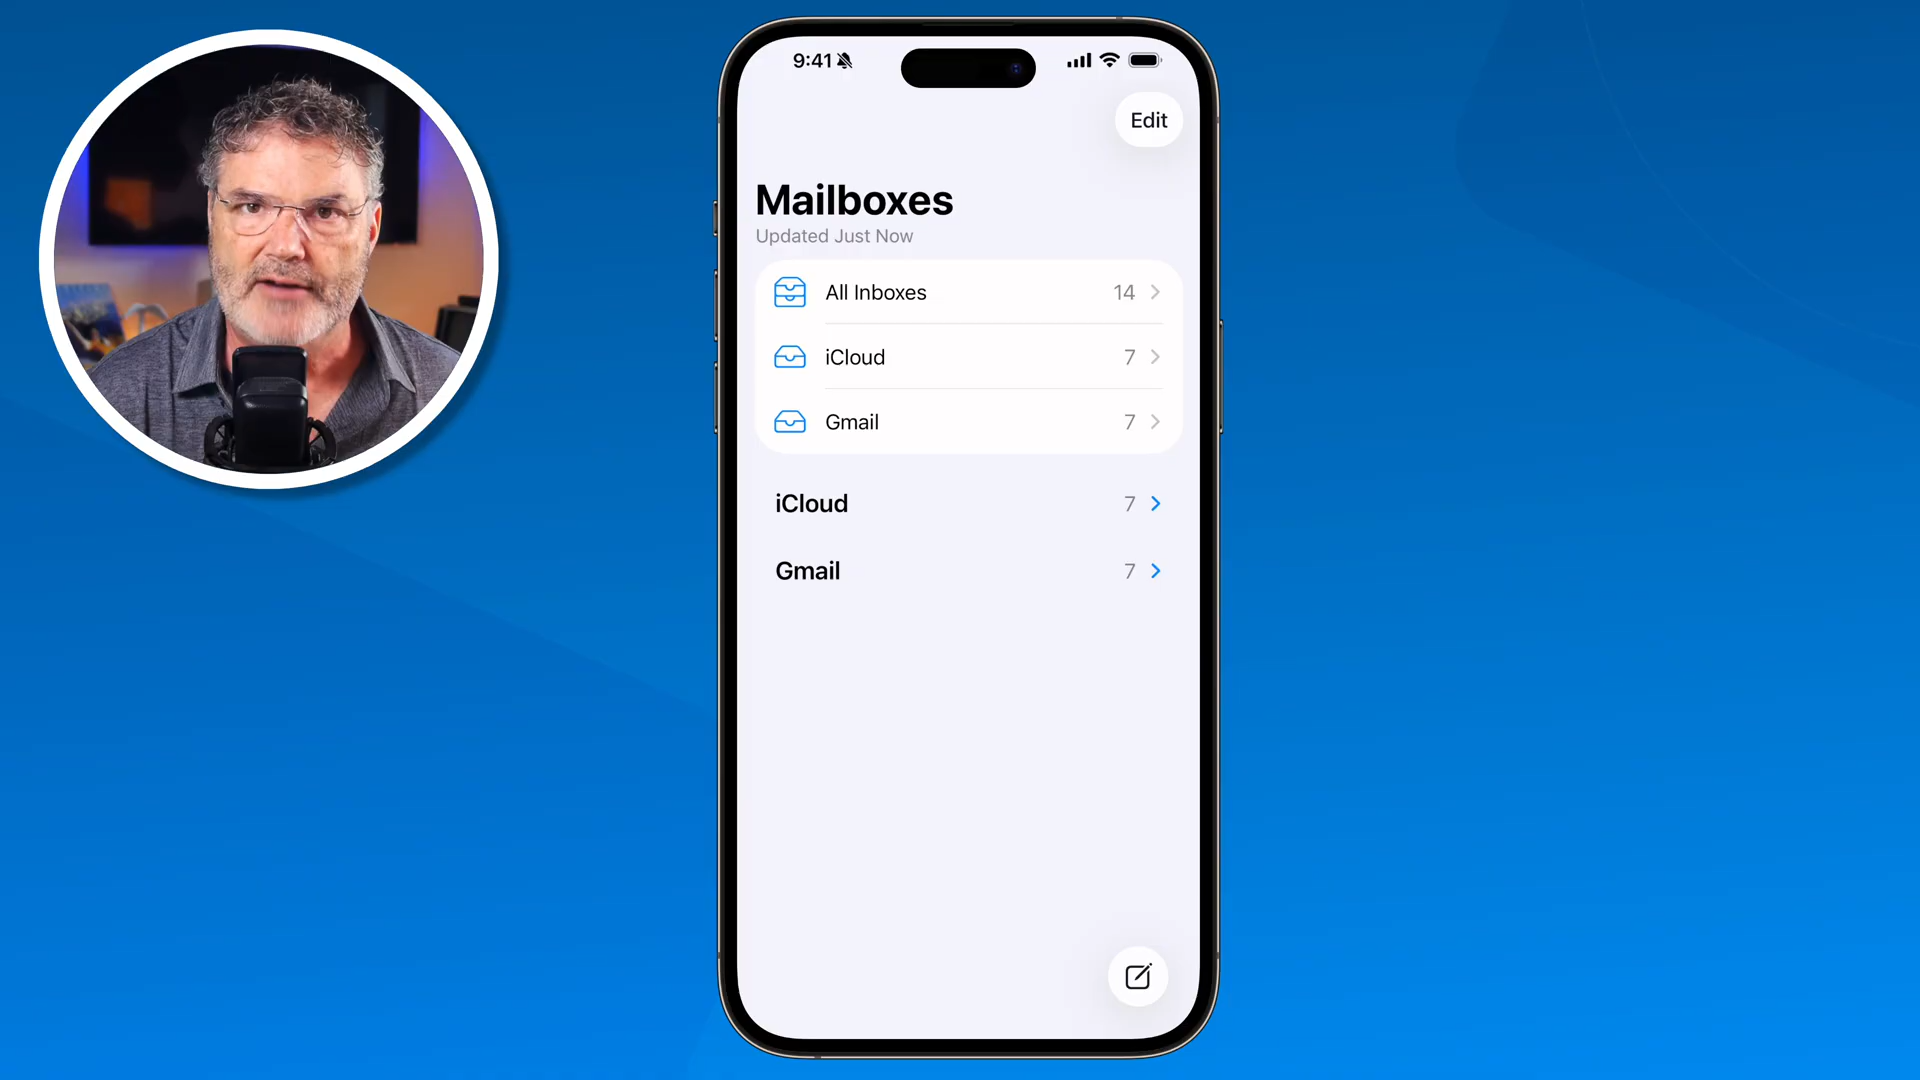 9:41
Edit
Mailboxes
Updated Just Now
All Inboxes 14
iCloud 7
Gmail 7
iCloud 7
Gmail 7